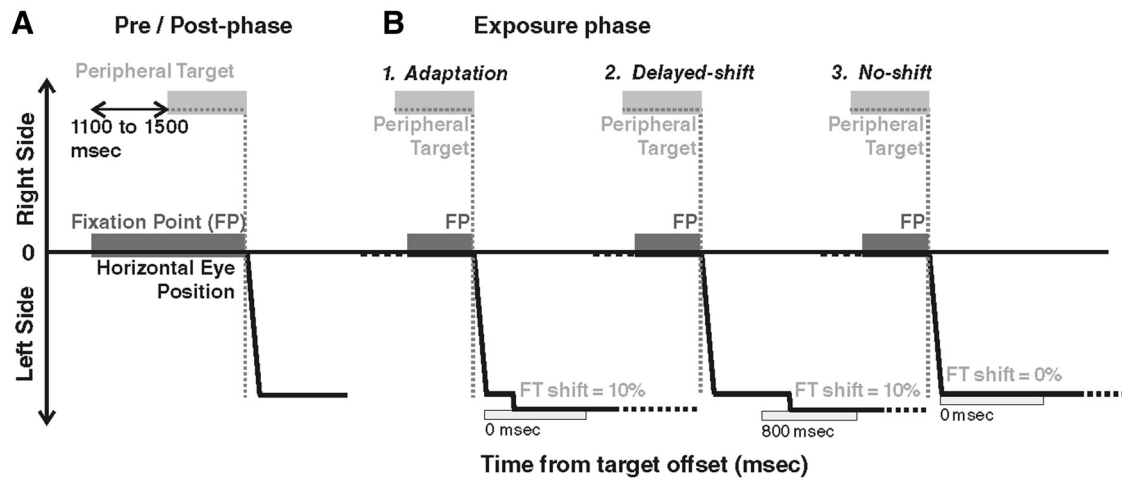 A Pre / Post-phase
B Exposure phase
Peripheral Target
1100 to 1500
msec
Fixation Point (FP)
Horizontal Eye
Position
Right Side
0
Left Side
1. Adaptation
Peripheral
Target
FP
FT shift = 10%
0 msec
2. Delayed-shift
Peripheral
Target
FP
FT shift = 10%
800 msec
3. No-shift
Peripheral
Target
FP
FT shift = 0%
0 msec
Time from target offset (msec)